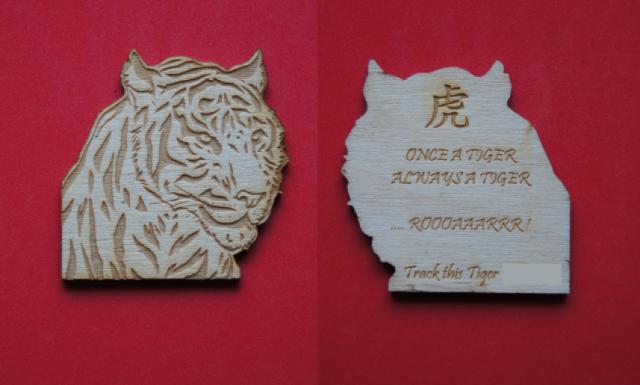 虎
ONCE A TIGER
ALWAYS A TIGER
.... ROOOAAARRR!
Track this Tiger